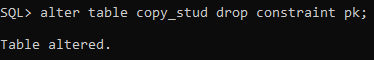 SQL> alter table copy_stud drop constraint pk;
Table altered.